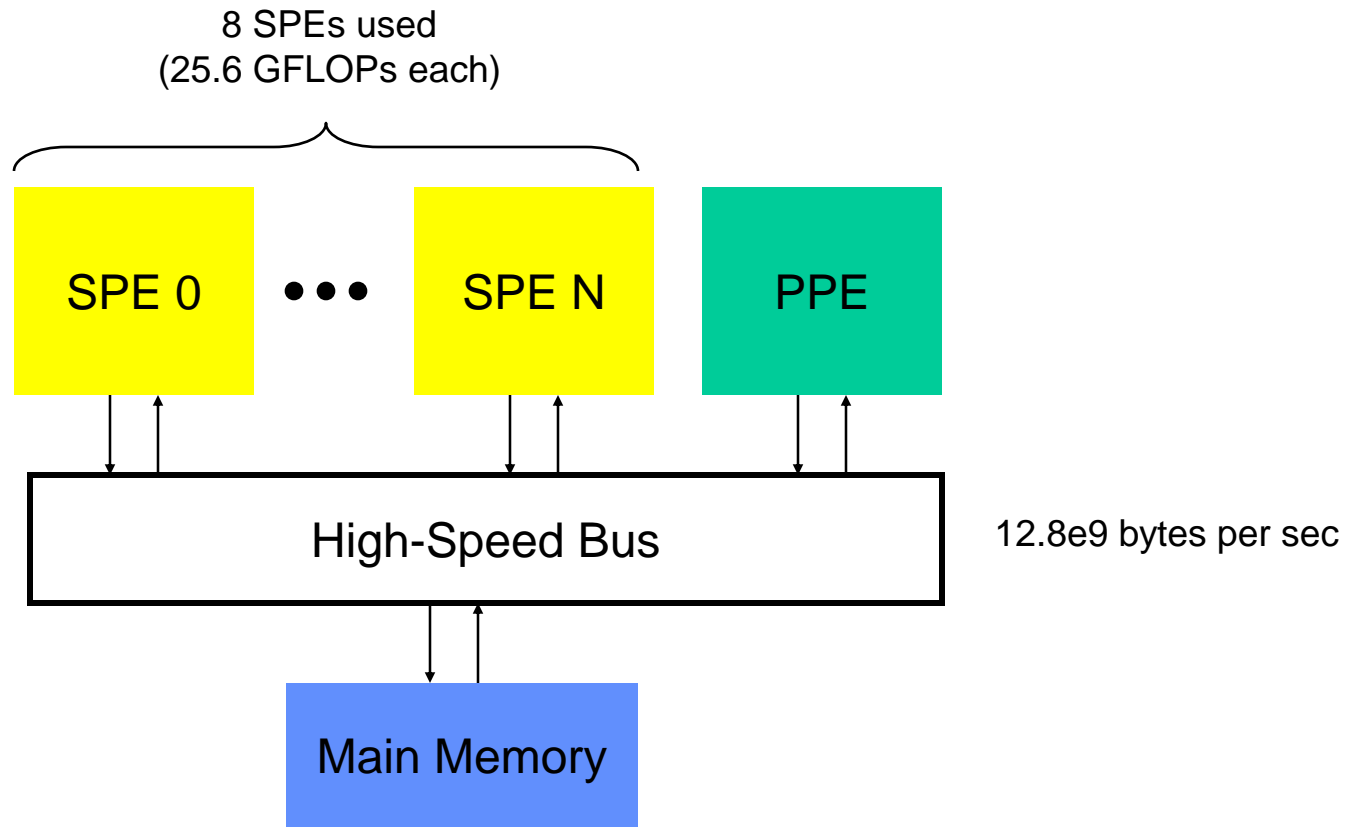 8 SPEs used
(25.6 GFLOPs each)
SPE 0
SPE N
PPE
High-Speed Bus
12.8e9 bytes per sec
Main Memory